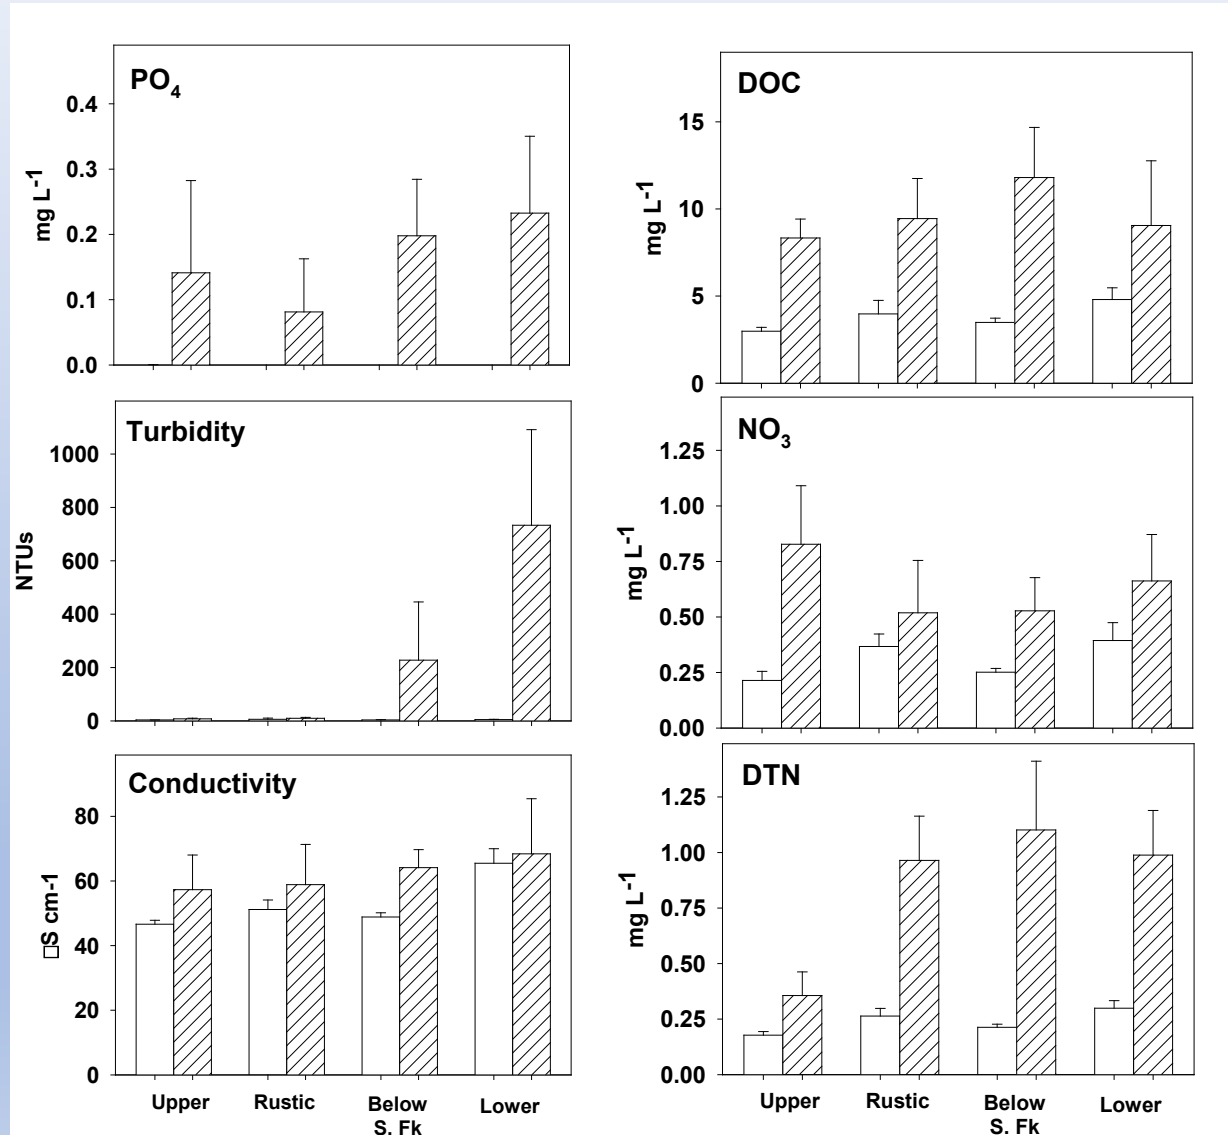 PO4
0.4
0.3
0.2
0.1
0.0
mg L-1
DOC
15
10
5
0
mg L-1
Turbidity
1000
800
600
400
200
0
NTUs
NO3
1.25
1.00
0.75
0.50
0.25
0.00
mg L-1
Conductivity
80
60
40
20
0
□S cm-1
Upper Rustic Below S. Fk Lower
DTN
1.25
1.00
0.75
0.50
0.25
0.00
mg L-1
Upper Rustic Below S. Fk Lower